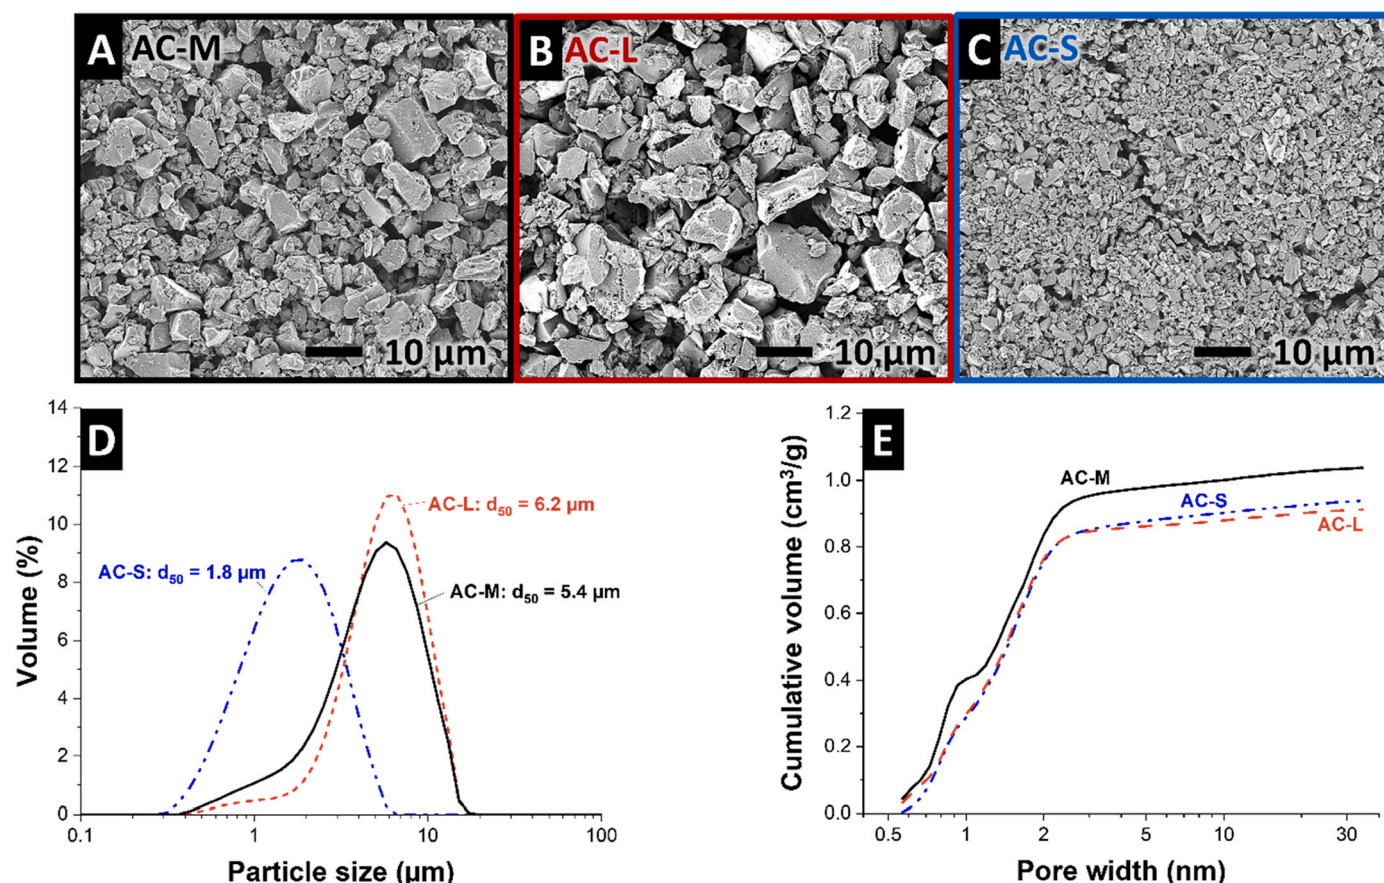 A AC-M
B AC-L
C AC-S
10 µm
10 µm
10 µm
D
14
12
10
8
6
4
2
0
Volume (%)
AC-L: d50 = 6.2 µm
AC-S: d50 = 1.8 µm
AC-M: d50 = 5.4 µm
0.1
1
10
100
Particle size (µm)
E
1.2
1.0
0.8
0.6
0.4
0.2
0.0
Cumulative volume (cm³/g)
AC-M
AC-S
AC-L
0.5
1
2
5
10
30
Pore width (nm)